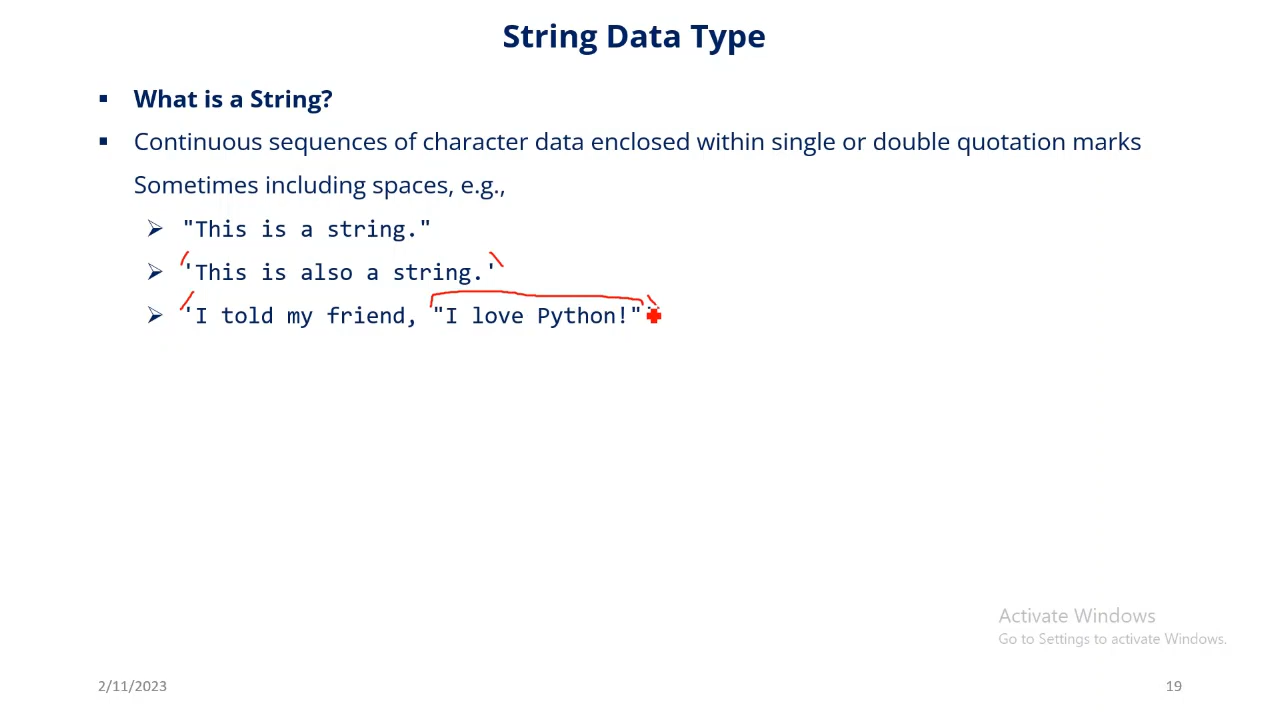 String Data Type
▪ What is a String?
▪ Continuous sequences of character data enclosed within single or double quotation marks
Sometimes including spaces, e.g.,
➢ "This is a string."
➢ 'This is also a string.'
➢ 'I told my friend, "I love Python!"
Activate Windows
Go to Settings to activate Windows.
2/11/2023
19